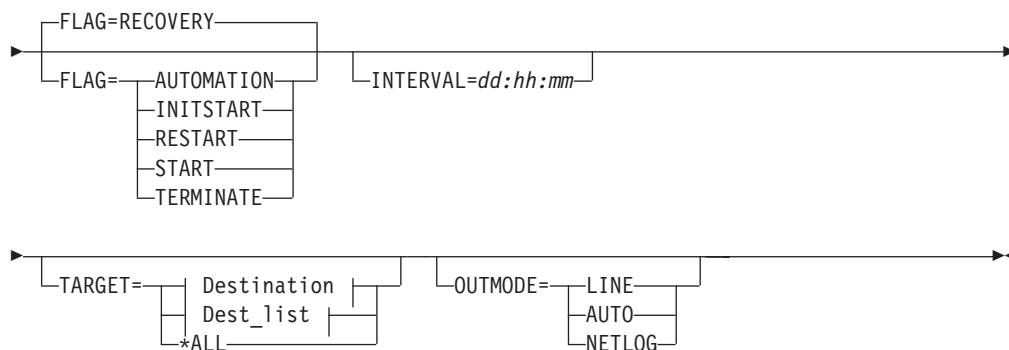 FLAG=RECOVERY
FLAG= AUTOMATION
INITSTART
RESTART
START
TERMINATE
INTERVAL=dd:hh:mm
TARGET= Destination
Dest_list
*ALL
OUTMODE= LINE
AUTO
NETLOG